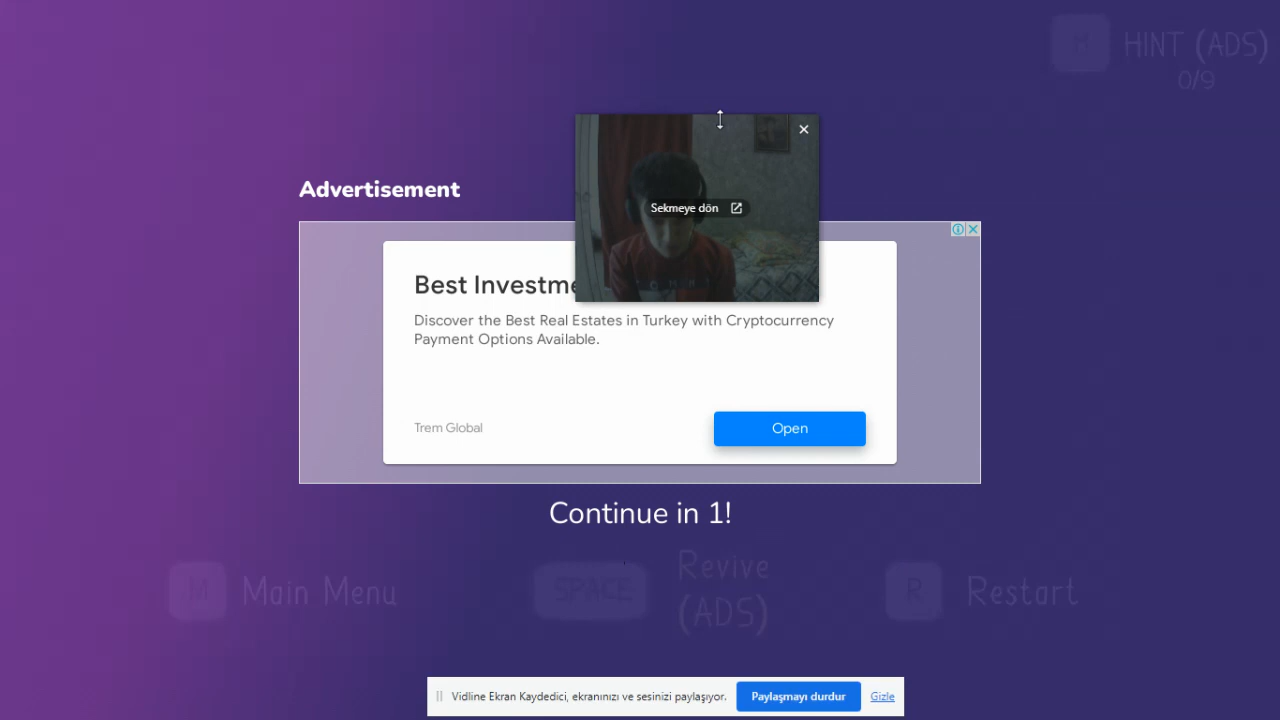 HINT (ADS)
0/9
Sekmeye dön
Advertisement
Best Investme
Discover the Best Real Estates in Turkey with Cryptocurrency
Payment Options Available.
Trem Global
Open
Continue in 1!
M
Main Menu
SPACE
Revive
(ADS)
R
Restart
Vidline Ekran Kaydedici, ekranınızı ve sesinizi paylaşıyor.
Paylaşmayı durdur
Gizle